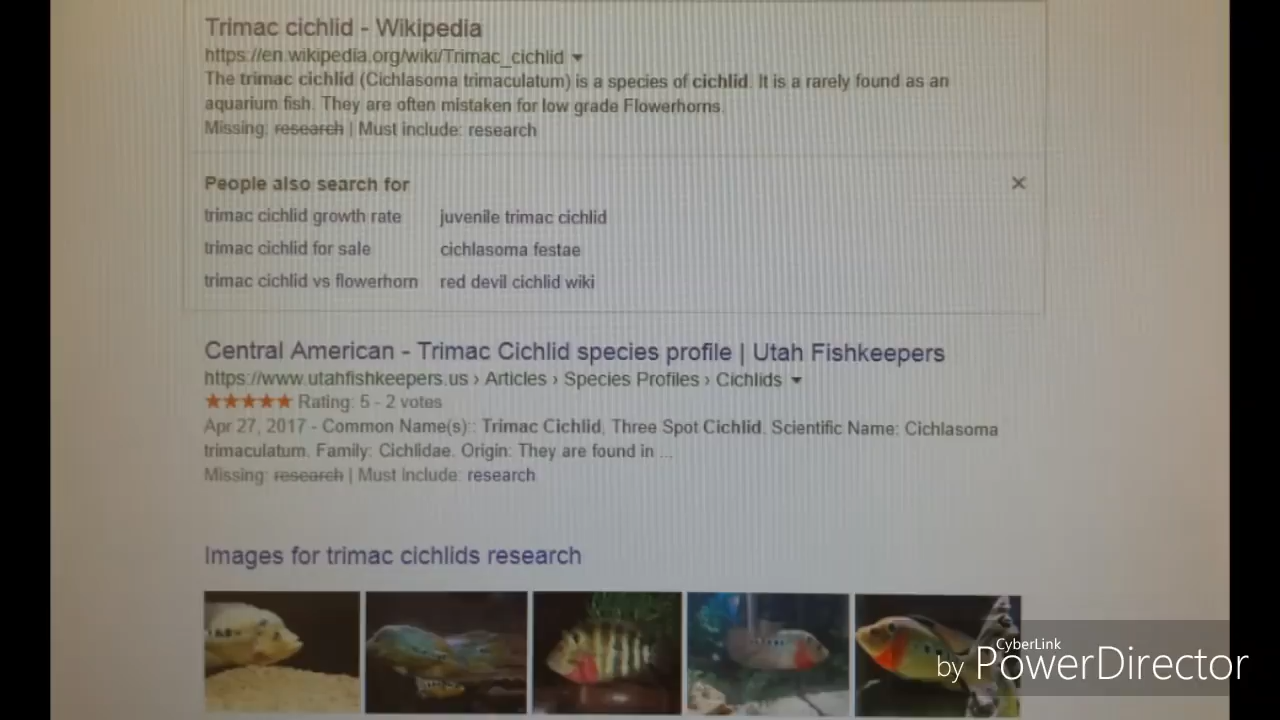 Trimac cichlid - Wikipedia
https://en.wikipedia.org/wiki/Trimac_cichlid
The trimac cichlid (Cichlasoma trimaculatum) is a species of cichlid. It is a rarely found as an
aquarium fish. They are often mistaken for low grade Flowerhorns.
Missing: research | Must include: research
People also search for
trimac cichlid growth rate juvenile trimac cichlid
trimac cichlid for sale cichlasoma festae
trimac cichlid vs flowerhorn red devil cichlid wiki
Central American - Trimac Cichlid species profile | Utah Fishkeepers
https://www.utahfishkeepers.us › Articles › Species Profiles › Cichlids
Rating: 5 - 2 votes
Apr 27, 2017 - Common Name(s):: Trimac Cichlid, Three Spot Cichlid. Scientific Name: Cichlasoma
trimaculatum. Family: Cichlidae. Origin: They are found in ...
Missing: research | Must include: research
Images for trimac cichlids research
CyberLink
by PowerDirector